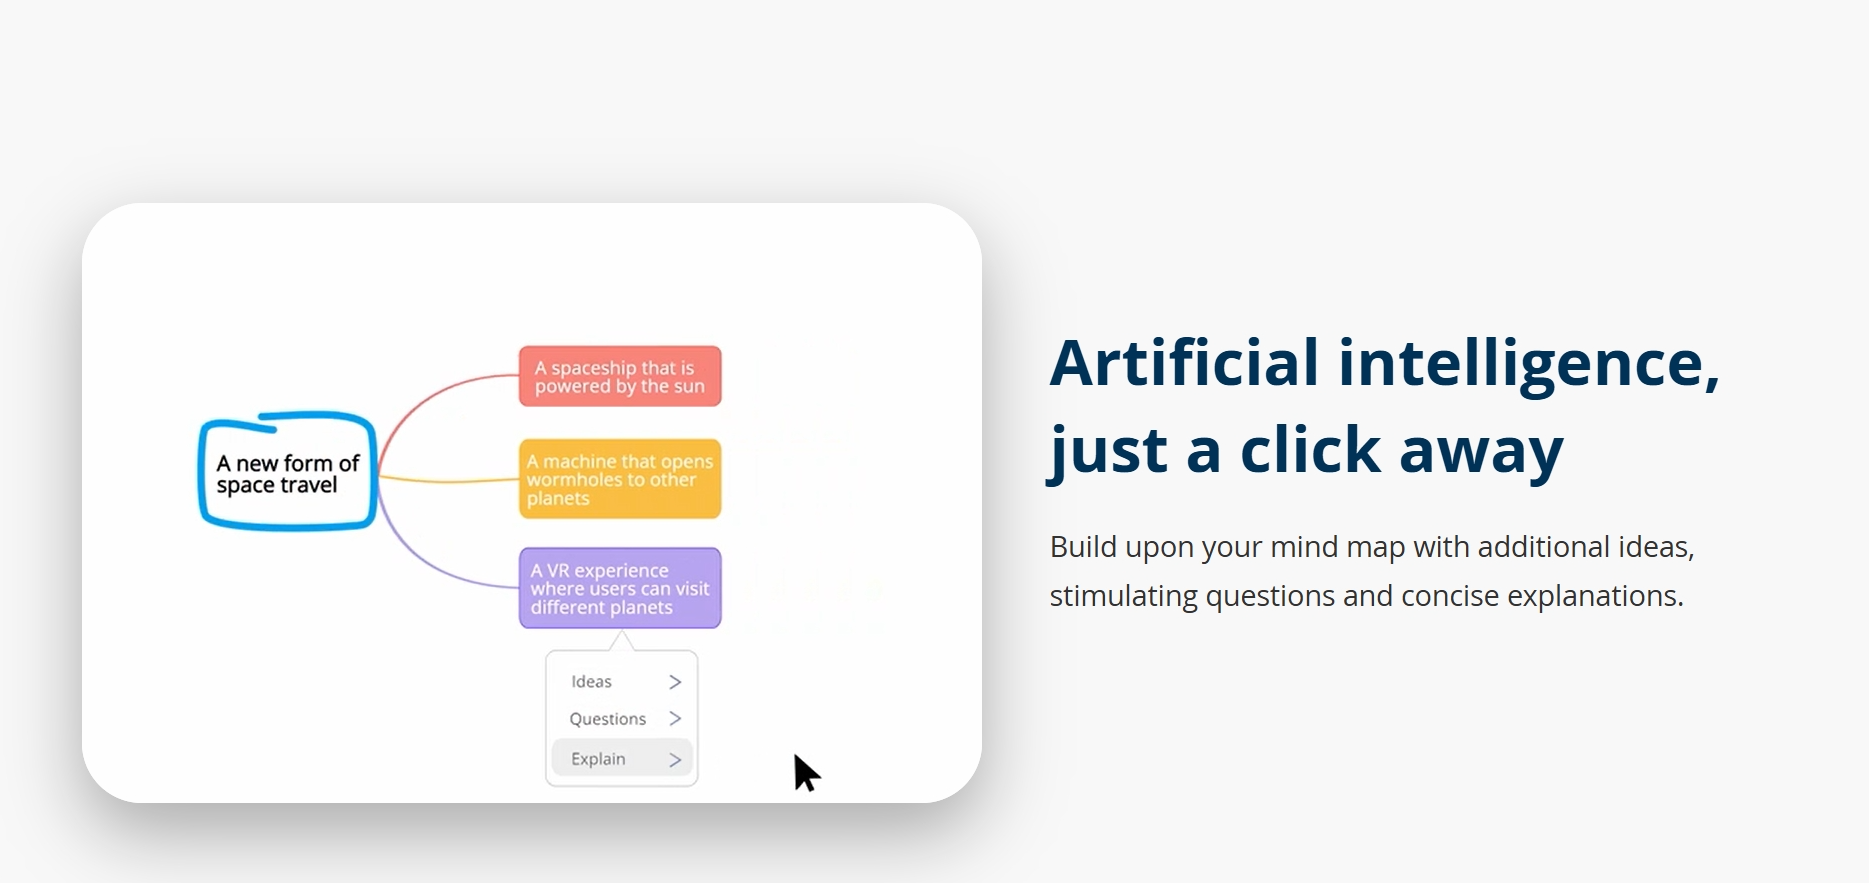 A new form of
space travel
A spaceship that is
powered by the sun
A machine that opens
wormholes to other
planets
A VR experience
where users can visit
different planets
Ideas
Questions
Explain
Artificial intelligence,
just a click away
Build upon your mind map with additional ideas,
stimulating questions and concise explanations.